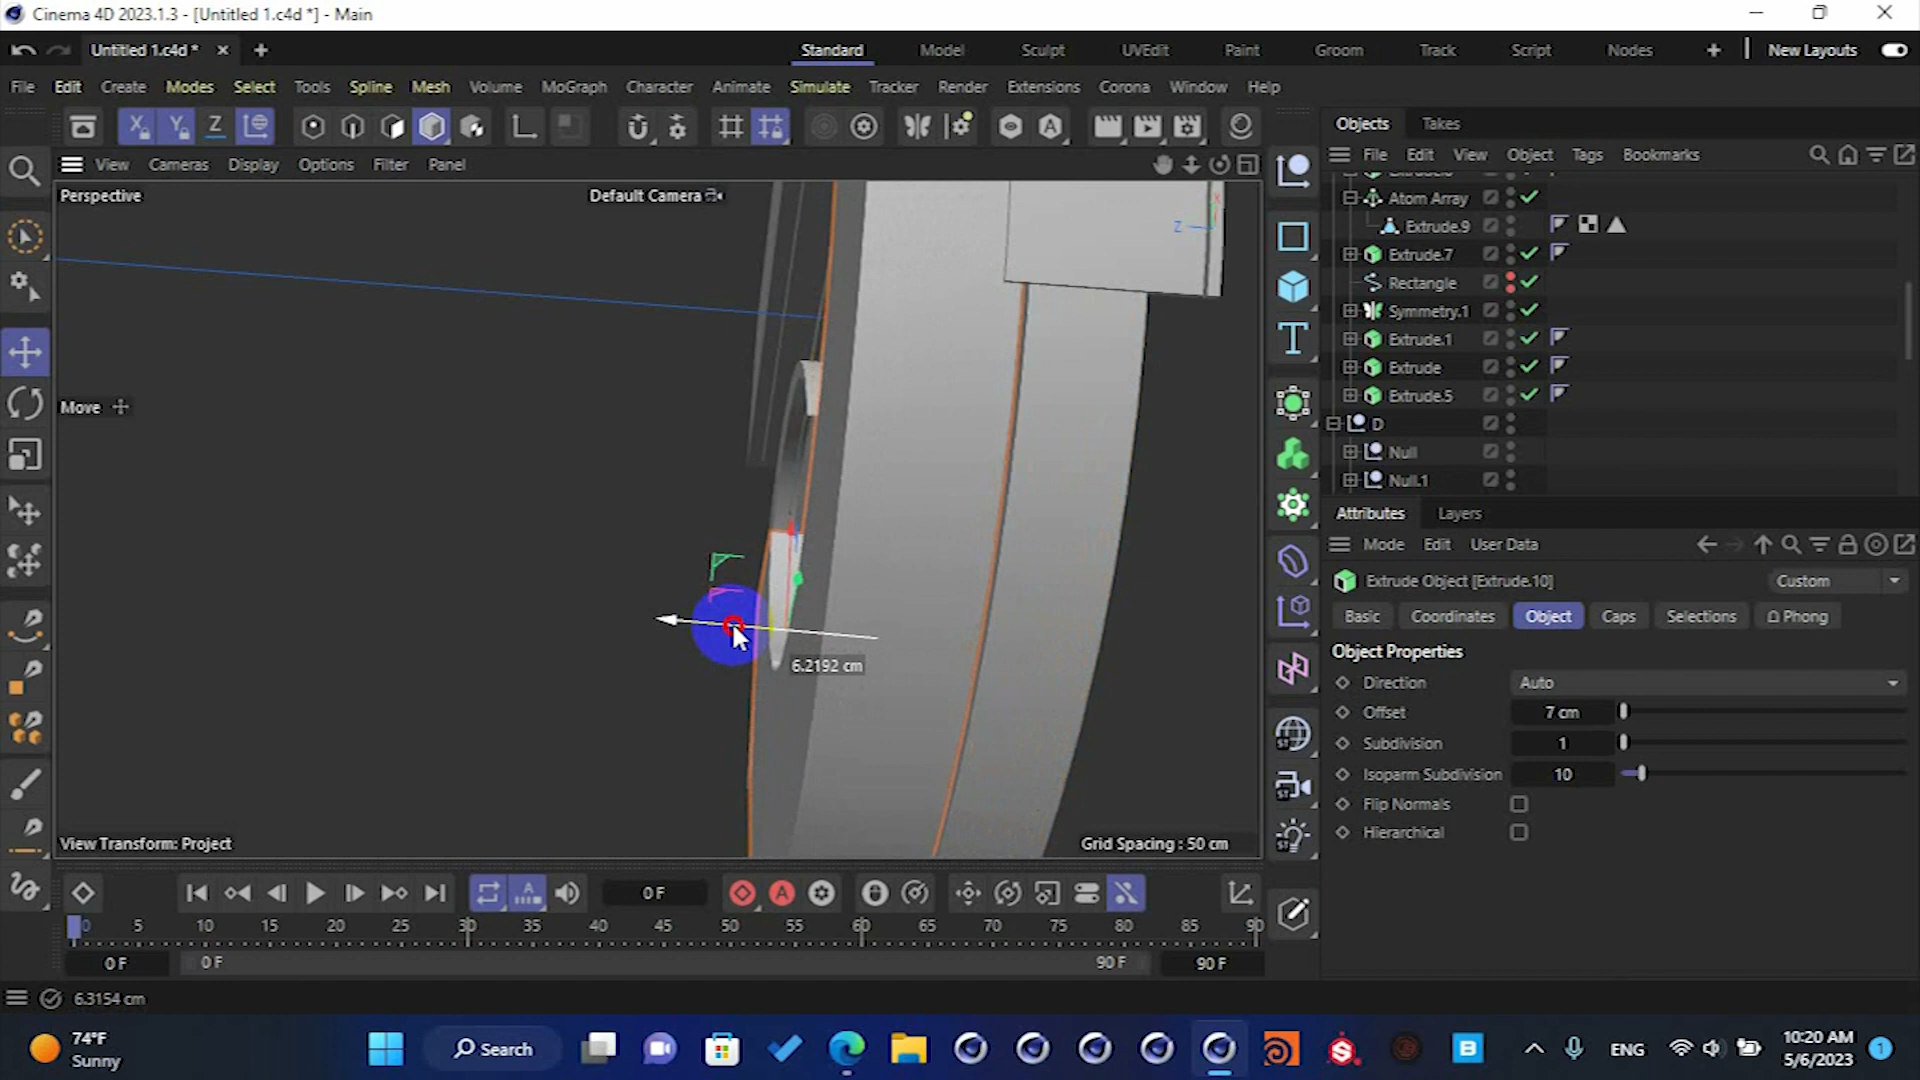 Cinema 4D 2023.1.3 - [Untitled 1.c4d *] - Main
Untitled 1.c4d *
Standard Model Sculpt UVEdit Paint Groom Track Script Nodes New Layouts
File Edit Create Modes Select Tools Spline Mesh Volume MoGraph Character Animate Simulate Tracker Render Extensions Corona Window Help
X Y Z
Objects Takes
View Cameras Display Options Filter Panel
File Edit View Object Tags Bookmarks
Perspective
Default Camera
Z
Atom Array
Extrude.9
Extrude.7
Rectangle
Symmetry.1
Extrude.1
Extrude
Extrude.5
D
Null
Null.1
Move
6.2192 cm
View Transform: Project
Grid Spacing : 50 cm
Attributes Layers
Mode Edit User Data
Extrude Object [Extrude.10]
Custom
Basic Coordinates Object Caps Selections Phong
Object Properties
Direction Auto
Offset 7 cm
Subdivision 1
Isoparm Subdivision 10
Flip Normals
Hierarchical
0 F
0 5 10 15 20 25 30 35 40 45 50 55 60 65 70 75 80 85 90
0 F 0 F 90 F 90 F
6.3154 cm
74°F
Sunny
Search
ENG
10:20 AM
5/6/2023
1